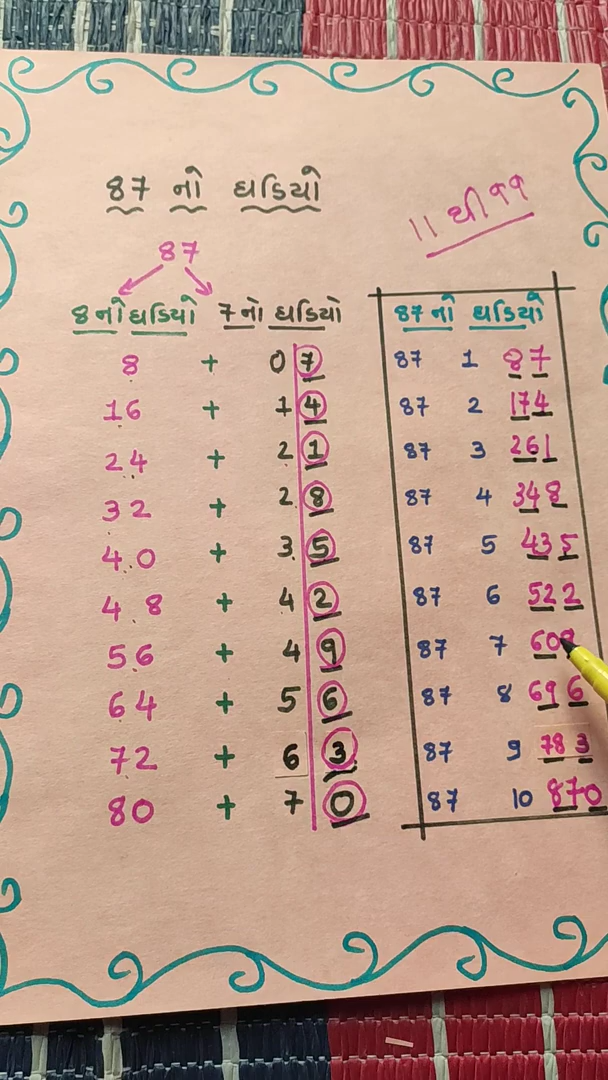 87 નો ઘડિયો
11 થી ૧૧
87
8 નો ઘડિયો 7 નો ઘડિયો
87 નો ઘડિયો
8 + 07 87 1 87
16 + 14 87 2 174
24 + 21 87 3 261
32 + 28 87 4 348
40 + 35 87 5 435
48 + 42 87 6 522
56 + 49 87 7 609
64 + 56 87 8 696
72 + 63 87 9 783
80 + 70 87 10 870